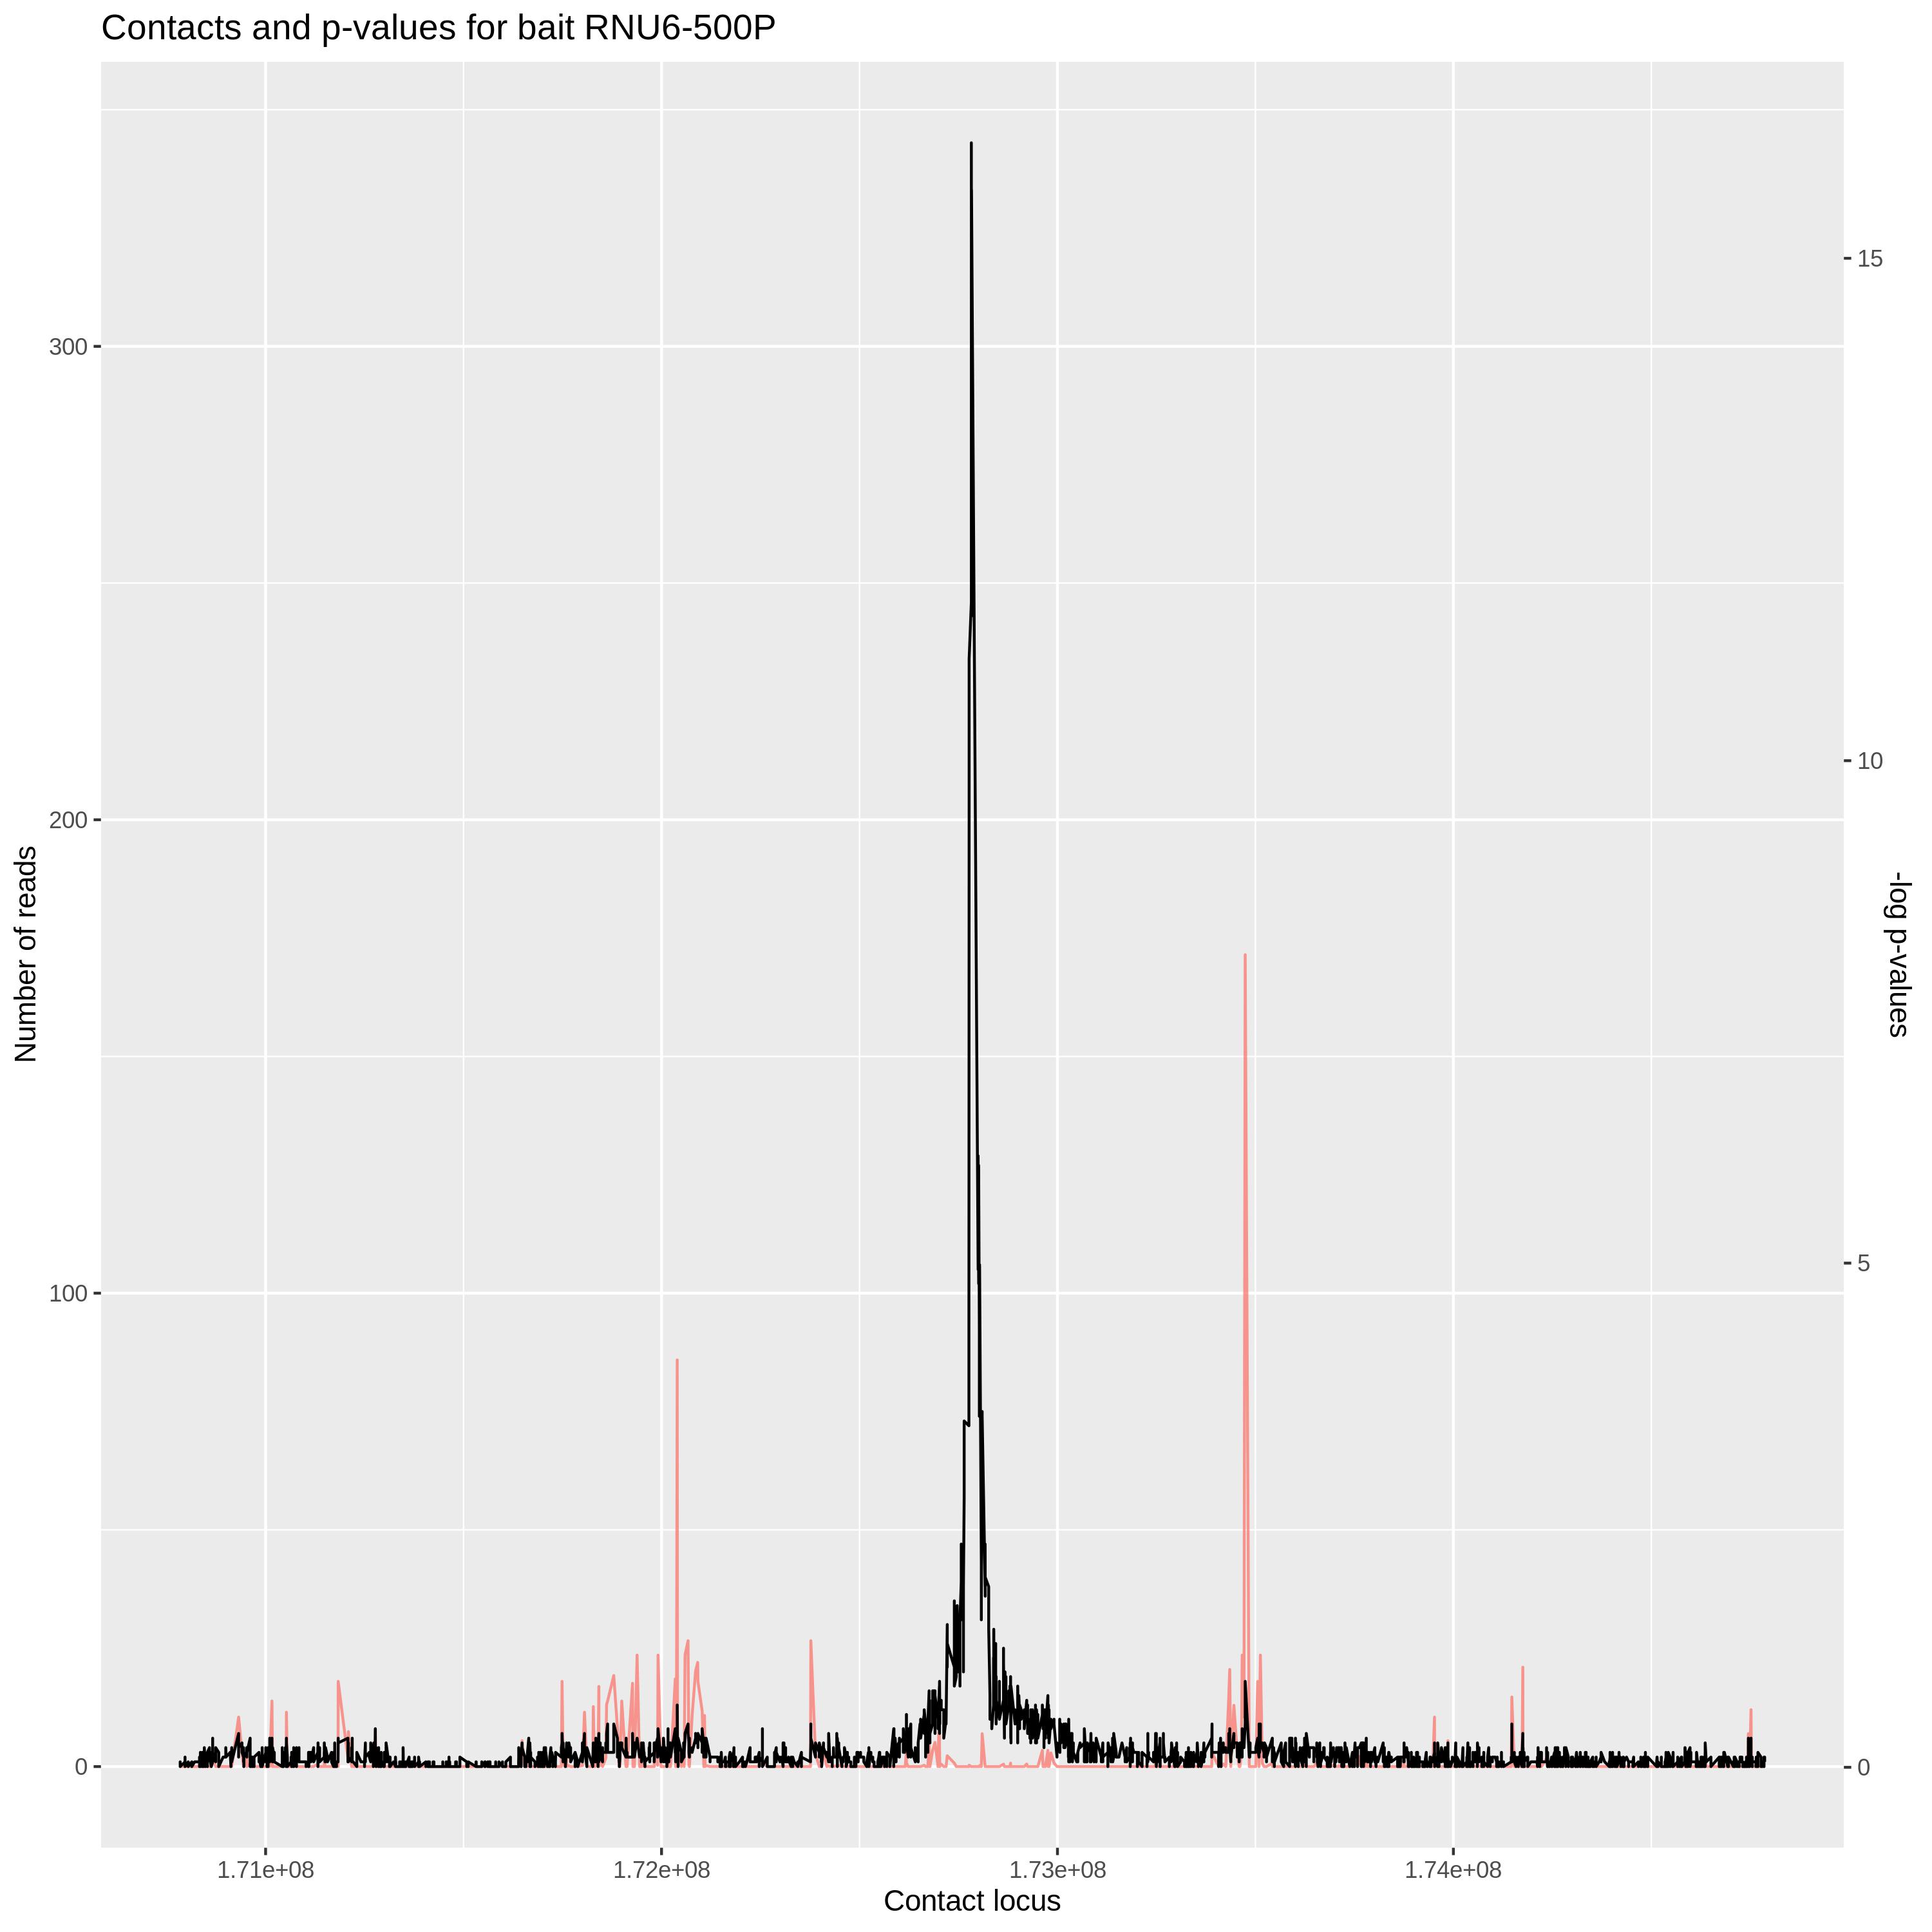 Contacts and p-values for bait RNU6-500P
300
200
100
0
Number of reads
15
10
5
0
-log p-values
1.71e+08
1.72e+08
1.73e+08
1.74e+08
Contact locus